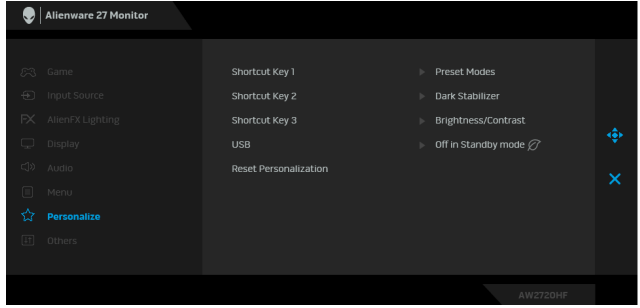 Alienware 27 Monitor
Game
Input Source
AlienFX Lighting
Display
Audio
Menu
Personalize
Others
Shortcut Key 1 Preset Modes
Shortcut Key 2 Dark Stabilizer
Shortcut Key 3 Brightness/Contrast
USB Off in Standby mode
Reset Personalization
AW2720HF